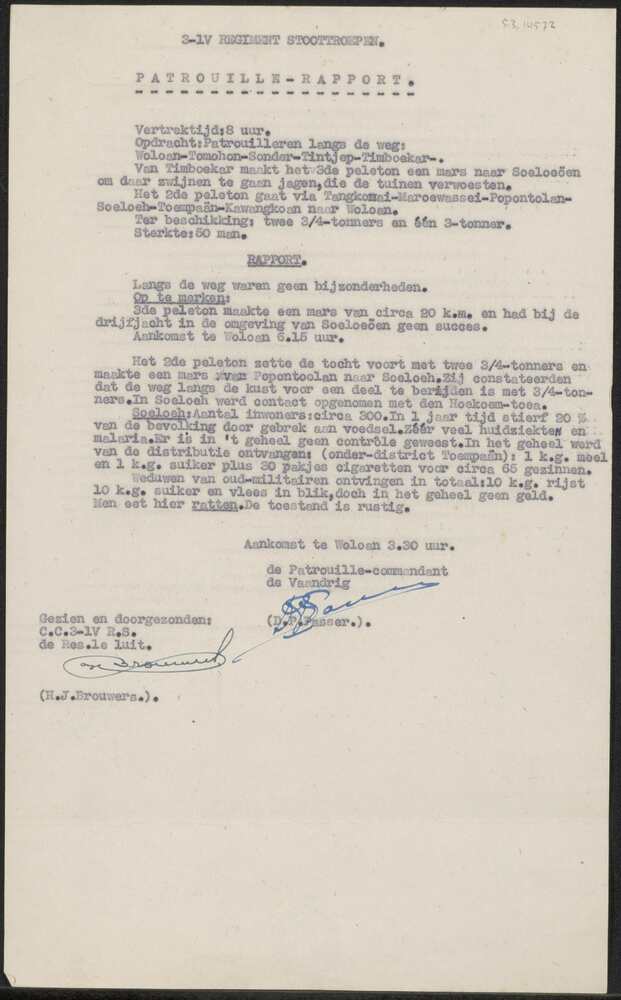 53.14572
3-1V REGIMENT STOOTTROEPEN.
PATROUILLE-RAPPORT.
Vertrektijd:8 uur.
Opdracht:Patrouilleren langs de weg:
Woloan-Tomohon-Sonder-Tintjep-Timboekar-.
Van Timboekar maakt het 3de peleton een mars naar Soeloeöen
om daar zwijnen te gaan jagen,die de tuinen verwoesten.
Het 2de peleton gaat via Tangkomai-Maroewassei-Popontolan-
Soeloeh-Toempaän-Kawangkoan naar Woloan.
Ter beschikking: twee 3/4-tonners en één 3-tonner.
Sterkte:50 man.
RAPPORT.
Langs de weg waren geen bijzonderheden.
Op te merken:
3de peleton maakte een mars van circa 20 k.m. en had bij de
drijfjacht in de omgeving van Soeloeöen geen succes.
Aankomst te Woloan 6.15 uur.
Het 2de peleton zette de tocht voort met twee 3/4-tonners en
maakte een mars van Popontoolan naar Soeloeh.Zij constateerden
dat de weg langs de kust voor een deel te berijden is met 3/4-ton-
ners.In Soeloeh werd contact opgenomen met den Hoekoem-toea.
Soeloeh:Aantal inwoners:circa 300.In 1 jaar tijd stierf 20 %
van de bevolking door gebrek aan voedsel.Zéér veel huidziekten en
malaria.Er is in 't geheel geen contrôle geweest.In het geheel werd
van de distributie ontvangen: (onder-district Toempaän): 1 k.g. meel
en 1 k.g. suiker plus 30 pakjes cigaretten voor circa 65 gezinnen.
Weduwen van oud-militairen ontvingen in totaal:10 k.g. rijst
10 k.g. suiker en vlees in blik,doch in het geheel geen geld.
Men eet hier ratten.De toestand is rustig.
Aankomst te Woloan 3.30 uur.
de Patrouille-commandant
de Vaandrig
Gezien en doorgezonden:
(D.P.Passer.).
C.C.3-1V R.S.
de Res.1e luit.
Brouwers
(H.J.Brouwers.).